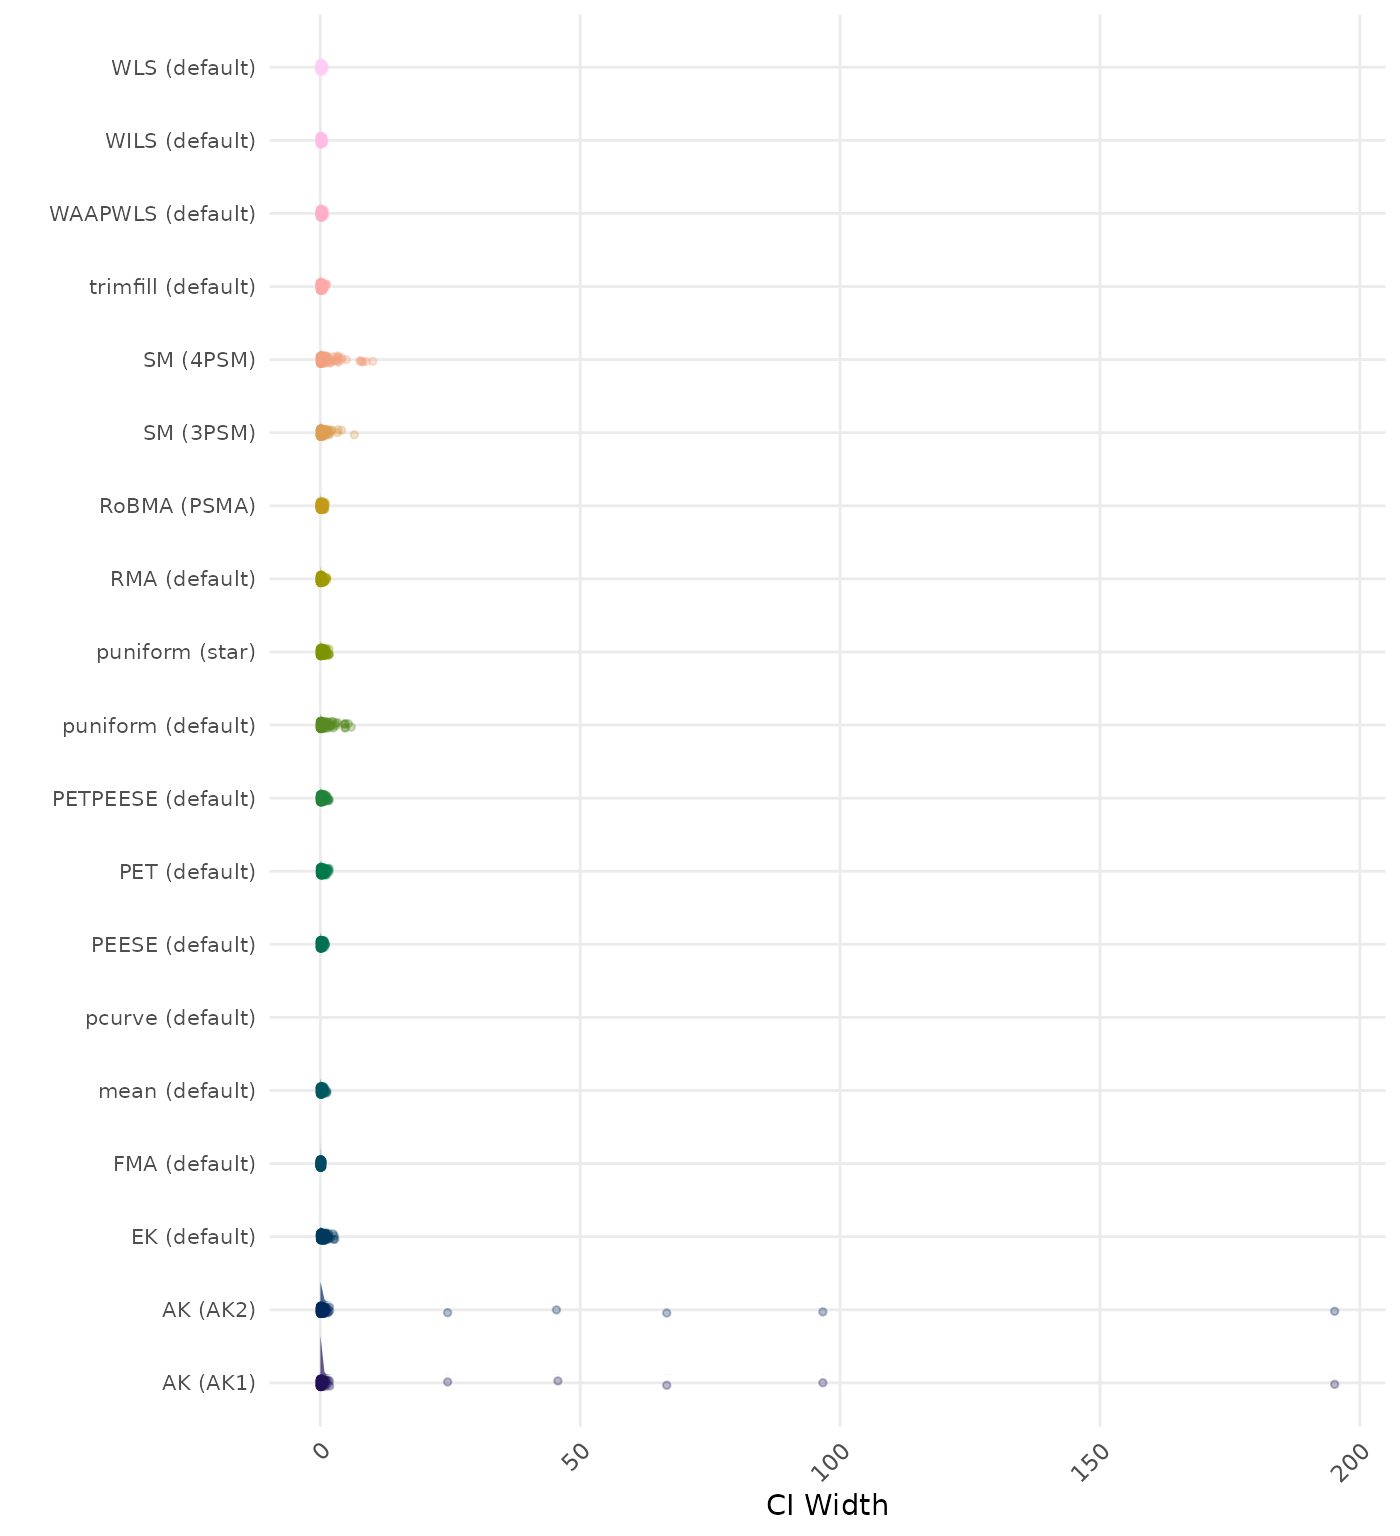 WLS (default)
WILS (default)
WAAPWLS (default)
trimfill (default)
SM (4PSM)
SM (3PSM)
RoBMA (PSMA)
RMA (default)
puniform (star)
puniform (default)
PETPEESE (default)
PET (default)
PEESE (default)
pcurve (default)
mean (default)
FMA (default)
EK (default)
AK (AK2)
AK (AK1)
0 50 100 150 200
CI Width